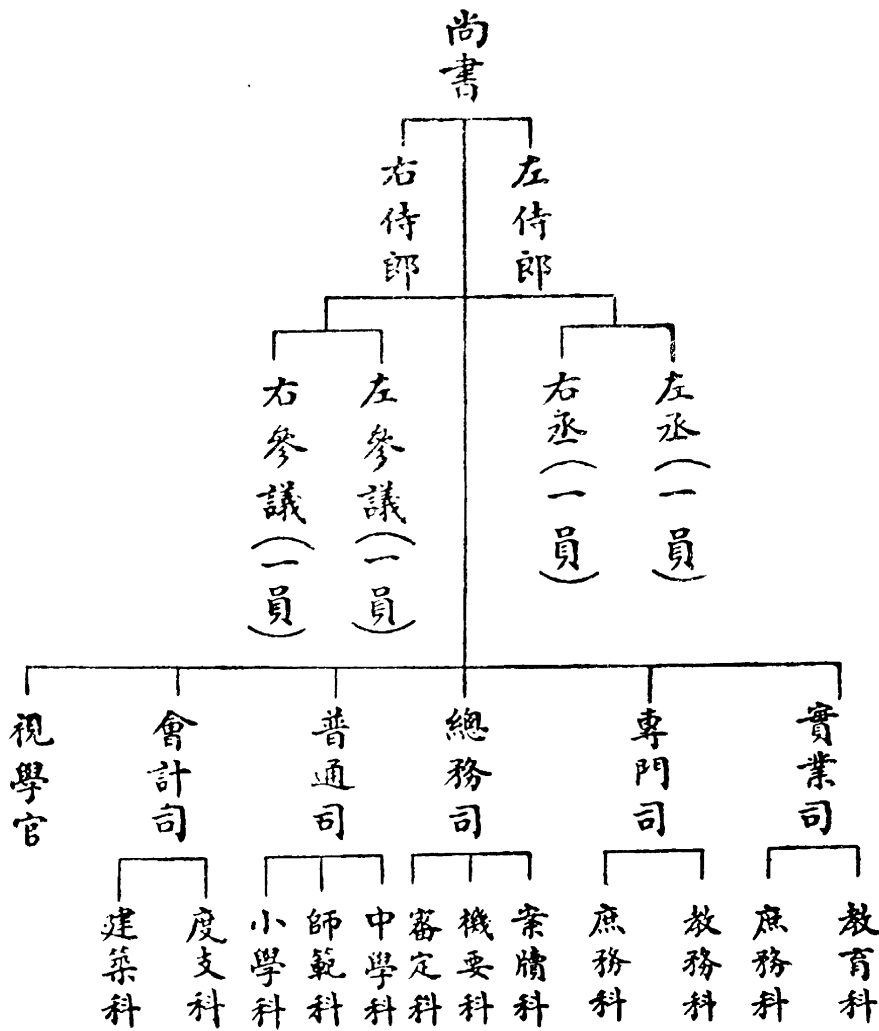 尚書
左侍郎
右侍郎
左丞(一員)
右丞(一員)
左參議(一員)
右參議(一員)
實業司
專門司
總務司
普通司
會計司
視學官
教育科
庶務科
教務科
庶務科
案牘科
機要科
審定科
中學科
師範科
小學科
度支科
建築科